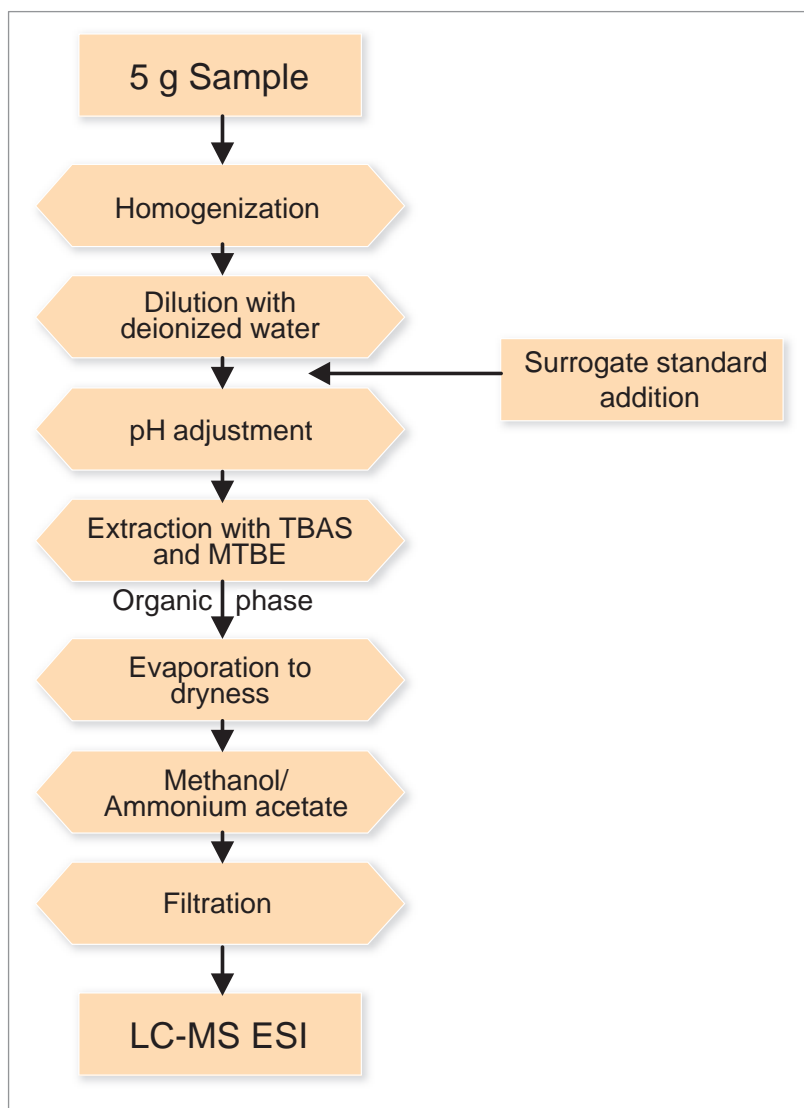 5 g Sample
Homogenization
Dilution with
deionized water
Surrogate standard
addition
pH adjustment
Extraction with TBAS
and MTBE
Organic phase
Evaporation to
dryness
Methanol/
Ammonium acetate
Filtration
LC-MS ESI